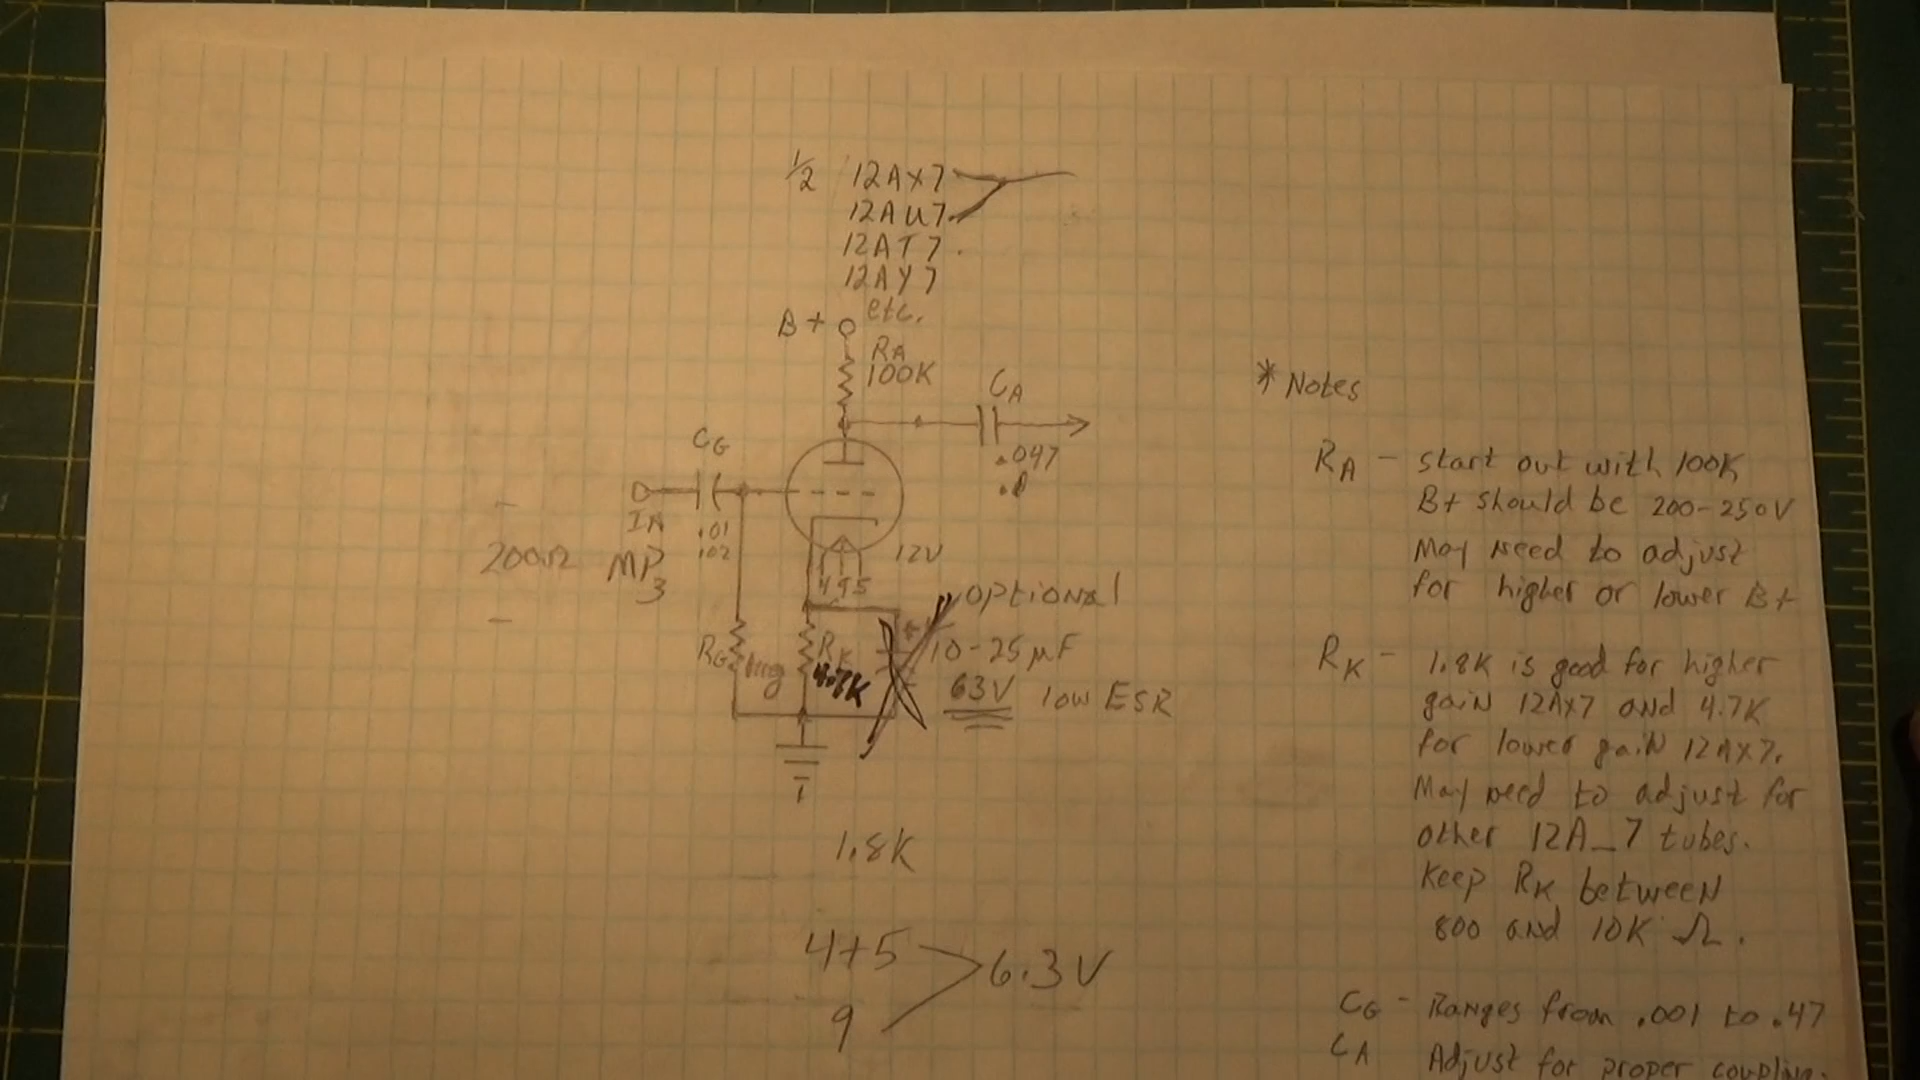 1/2 12AX7
12AU7
12AT7
12AY7
etc.
B+
RA
100K
CA
.047
CG
IN
.01
.02
200Ω
MP3
12V
4 9 5
optional
10-25 µF
63V low ESR
RG 1meg
RK
4.7K
1.8K
4+5
6.3V
9
* Notes
RA - Start out with 100K
B+ should be 200-250V
May need to adjust
for higher or lower B+
RK - 1.8K is good for higher
gain 12AX7 and 4.7K
for lower gain 12AX7.
May need to adjust for
other 12A_7 tubes.
Keep RK between
800 and 10K Ω.
CG - Ranges from .001 to .47
CA Adjust for proper coupling.